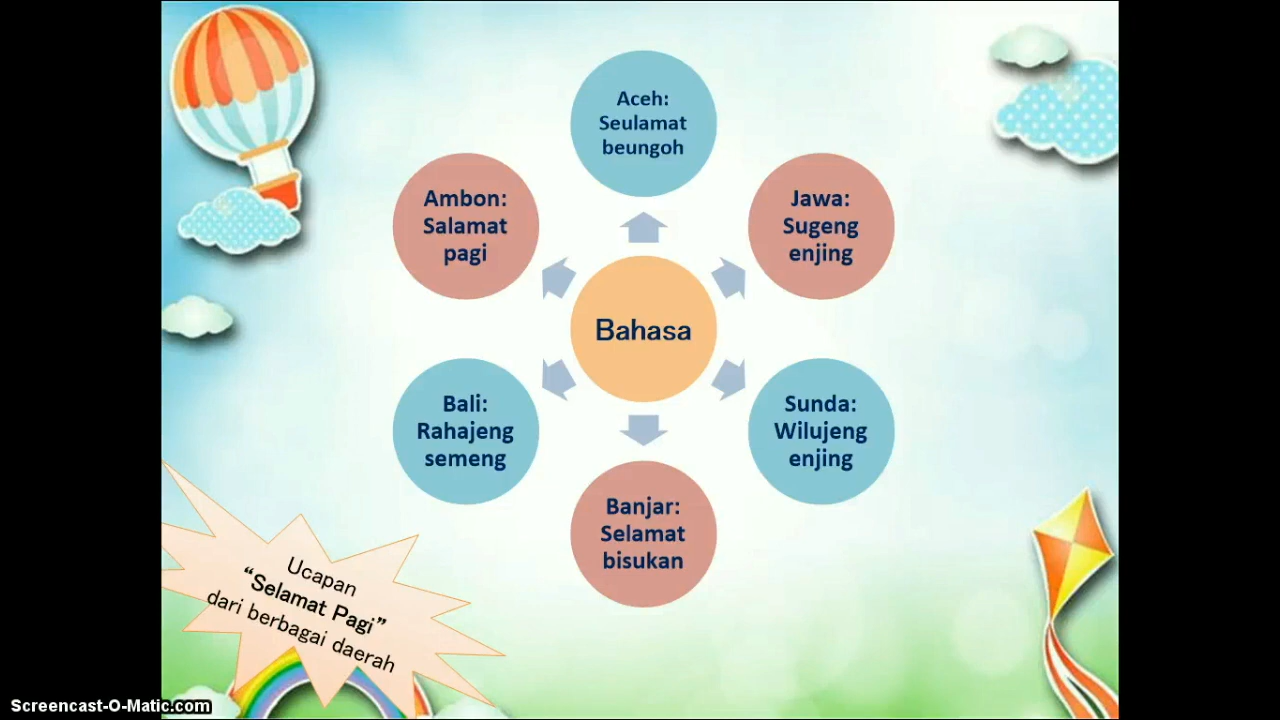 Aceh:
Seulamat
beungoh
Jawa:
Sugeng
enjing
Sunda:
Wilujeng
enjing
Banjar:
Selamat
bisukan
Bali:
Rahajeng
semeng
Ambon:
Salamat
pagi
Bahasa
Ucapan
“Selamat Pagi”
dari berbagai daerah
Screencast-O-Matic.com